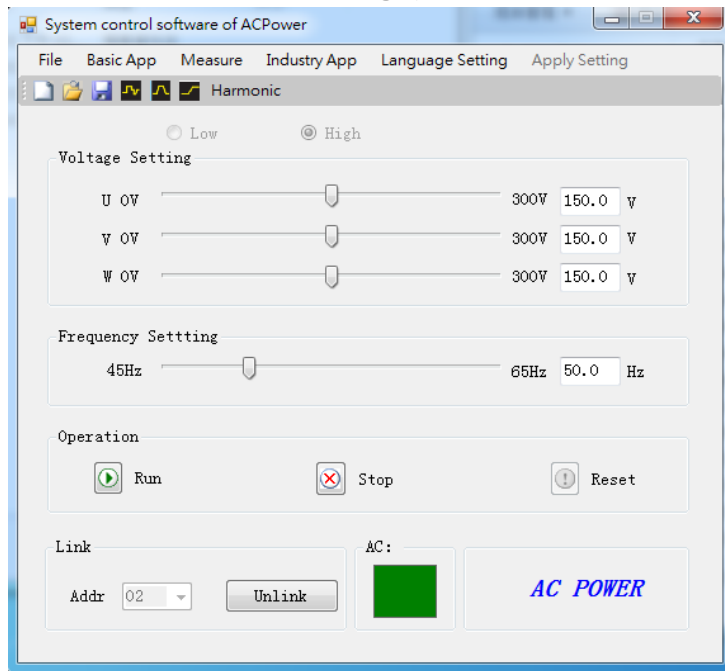 System control software of ACPower
File Basic App Measure Industry App Language Setting Apply Setting
Harmonic
Low High
Voltage Setting
U 0V 300V 150.0 V
V 0V 300V 150.0 V
W 0V 300V 150.0 V
Frequency Settting
45Hz 65Hz 50.0 Hz
Operation
Run Stop Reset
Link AC:
Addr 02 Unlink AC POWER